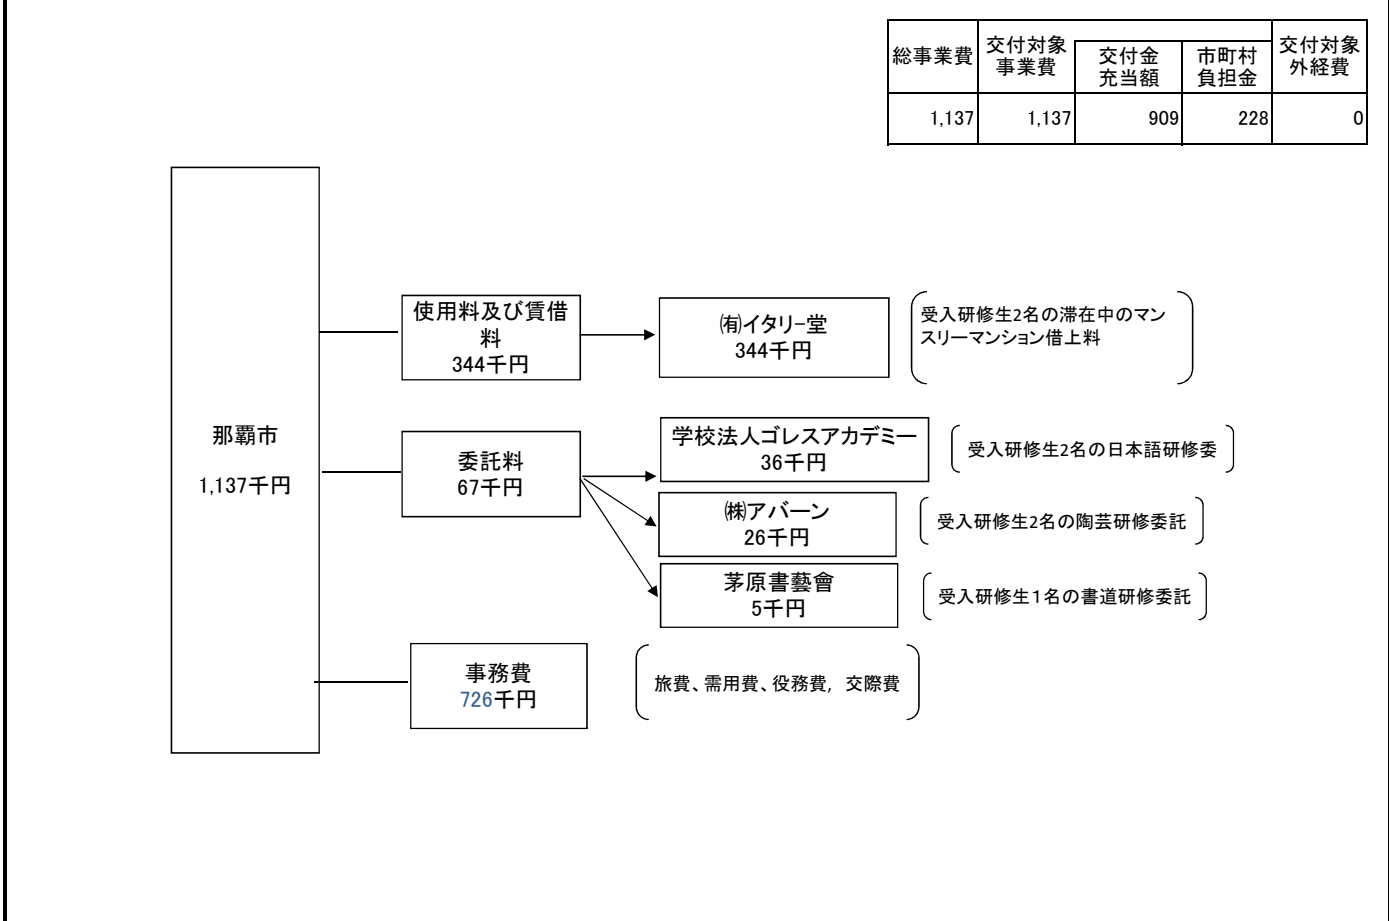 総事業費
交付対象
事業費
交付金
充当額
市町村
負担金
交付対象
外経費
1,137
1,137
909
228
0
那覇市
1,137千円
使用料及び賃借
料
344千円
㈲イタリー堂
344千円
受入研修生2名の滞在中のマン
スリーマンション借上料
委託料
67千円
学校法人ゴレスアカデミー
36千円
受入研修生2名の日本語研修委
㈱アバーン
26千円
受入研修生2名の陶芸研修委託
茅原書藝會
5千円
受入研修生１名の書道研修委託
事務費
726千円
旅費、需用費、役務費, 交際費